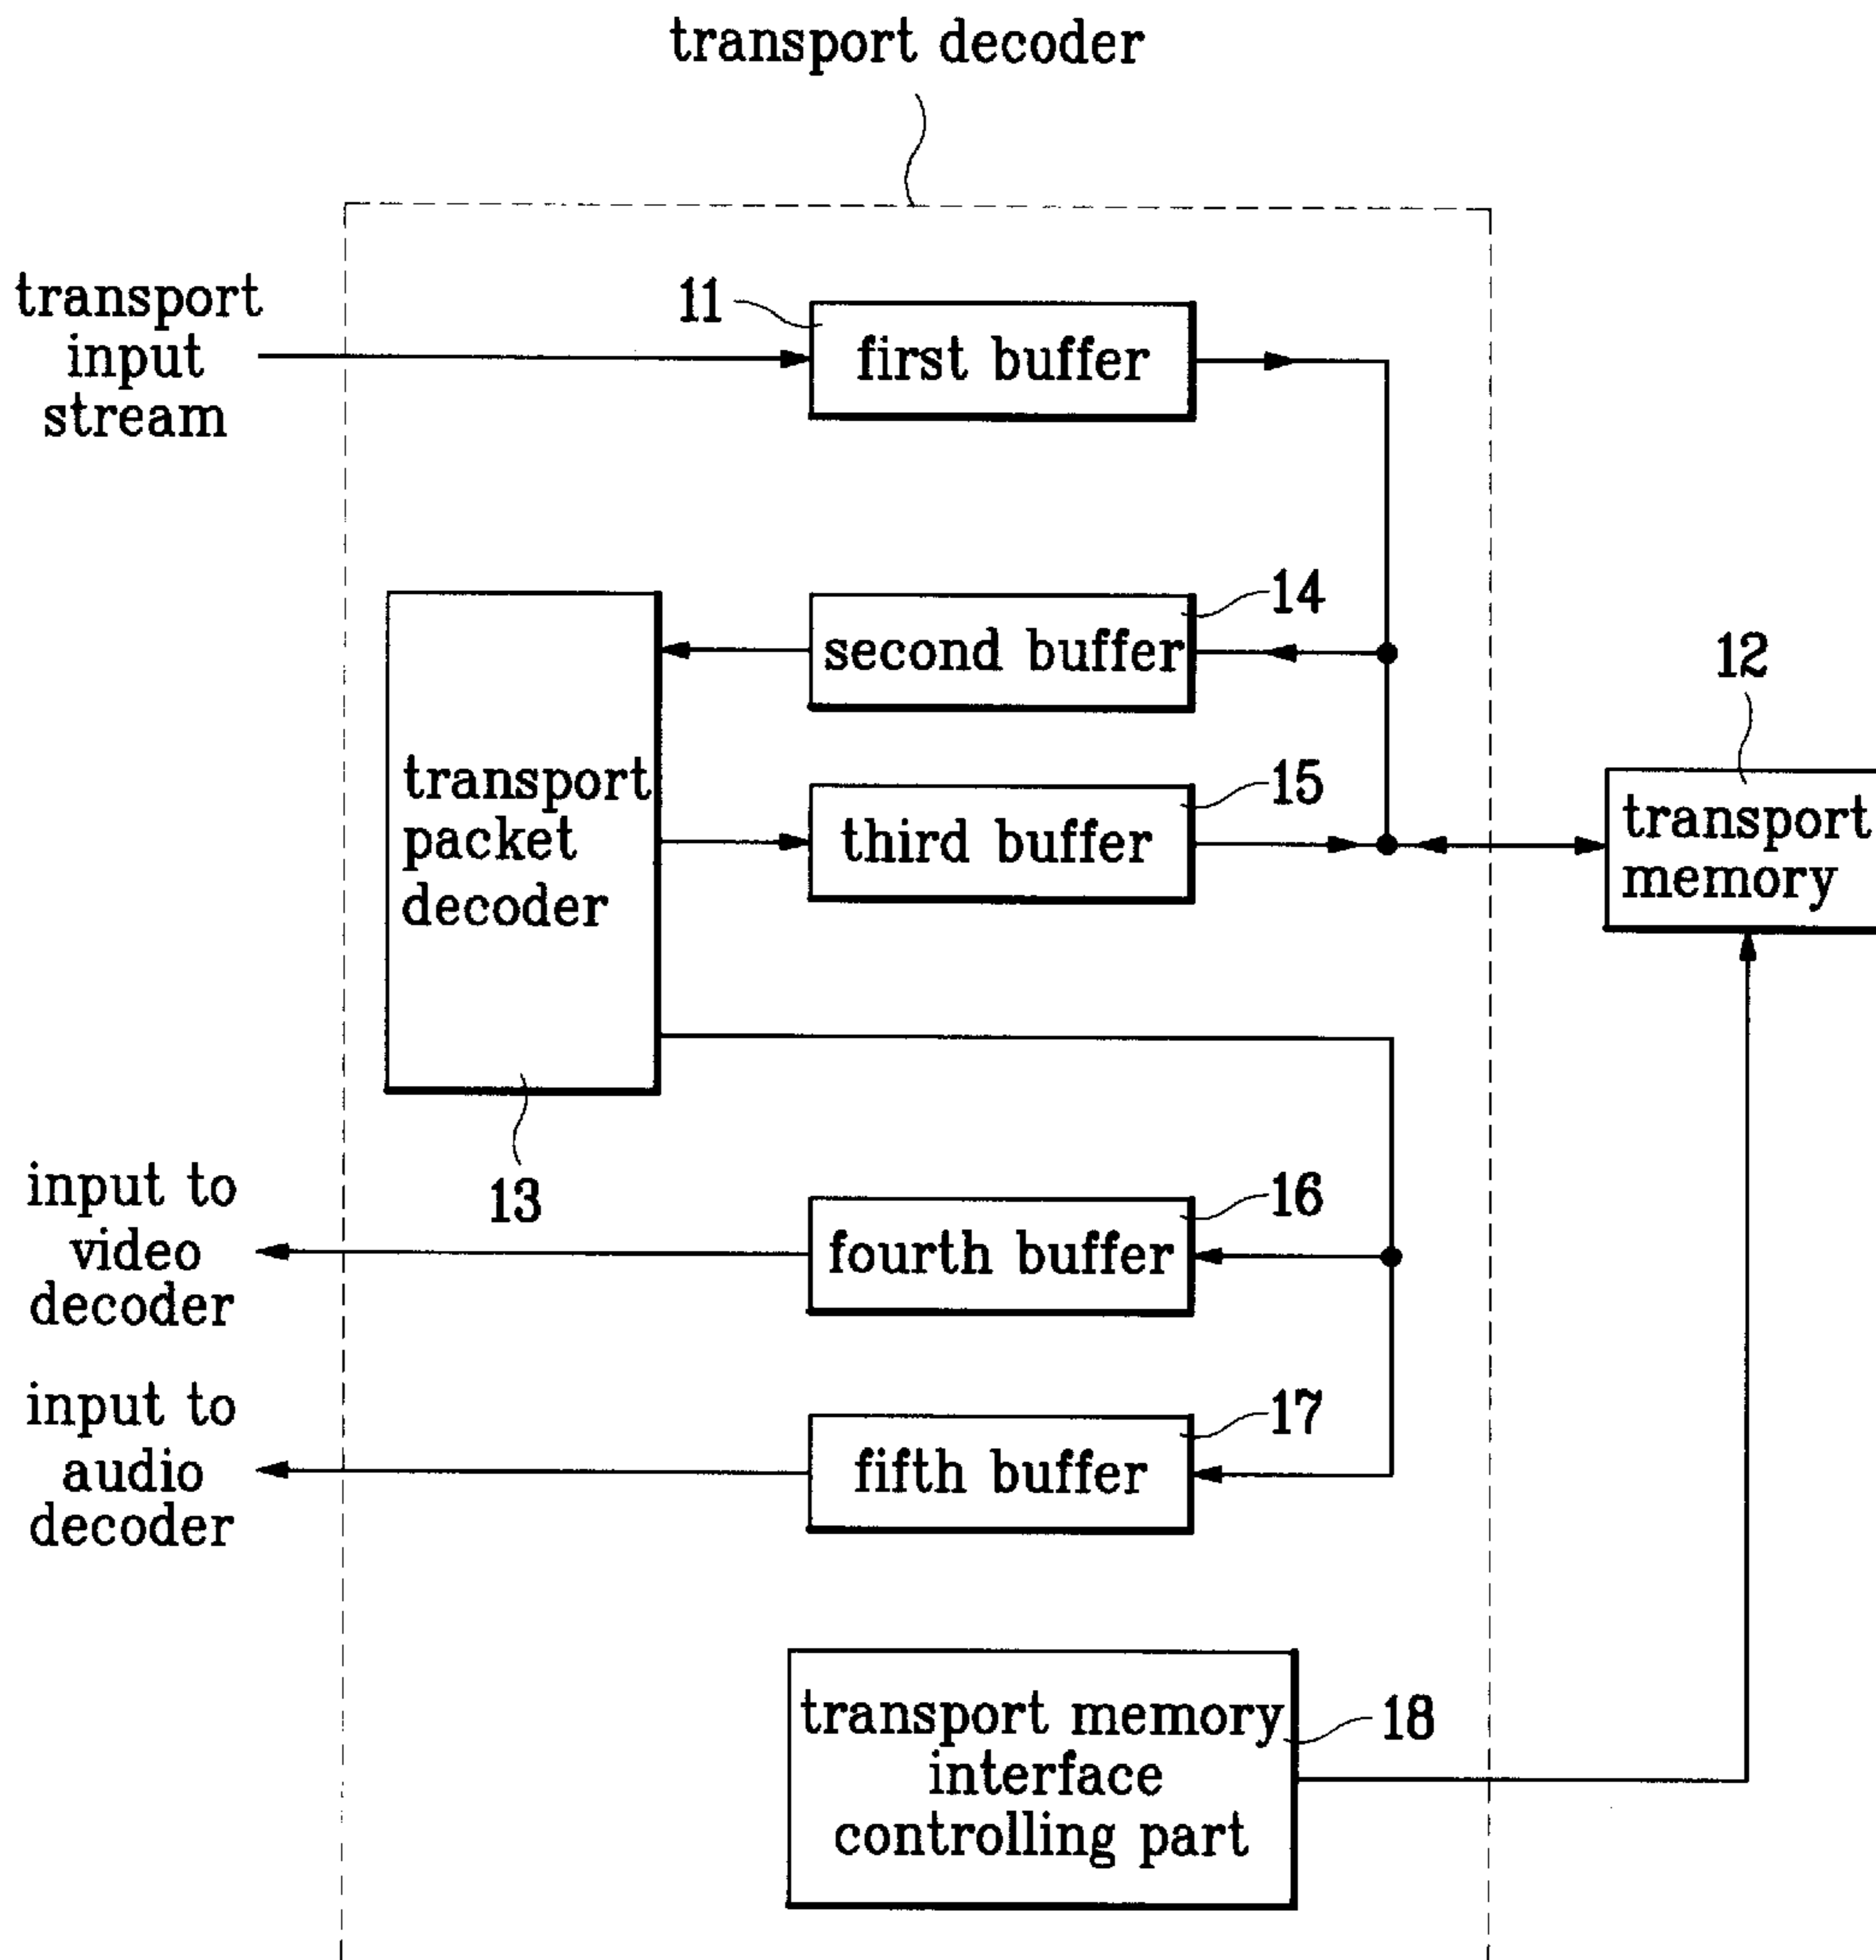 transport decoder
transport
input
stream
11
first buffer
14
second buffer
12
transport
packet
decoder
15
third buffer
transport
memory
13
input to
video
decoder
16
fourth buffer
input to
audio
decoder
17
fifth buffer
transport memory
interface
controlling part
18